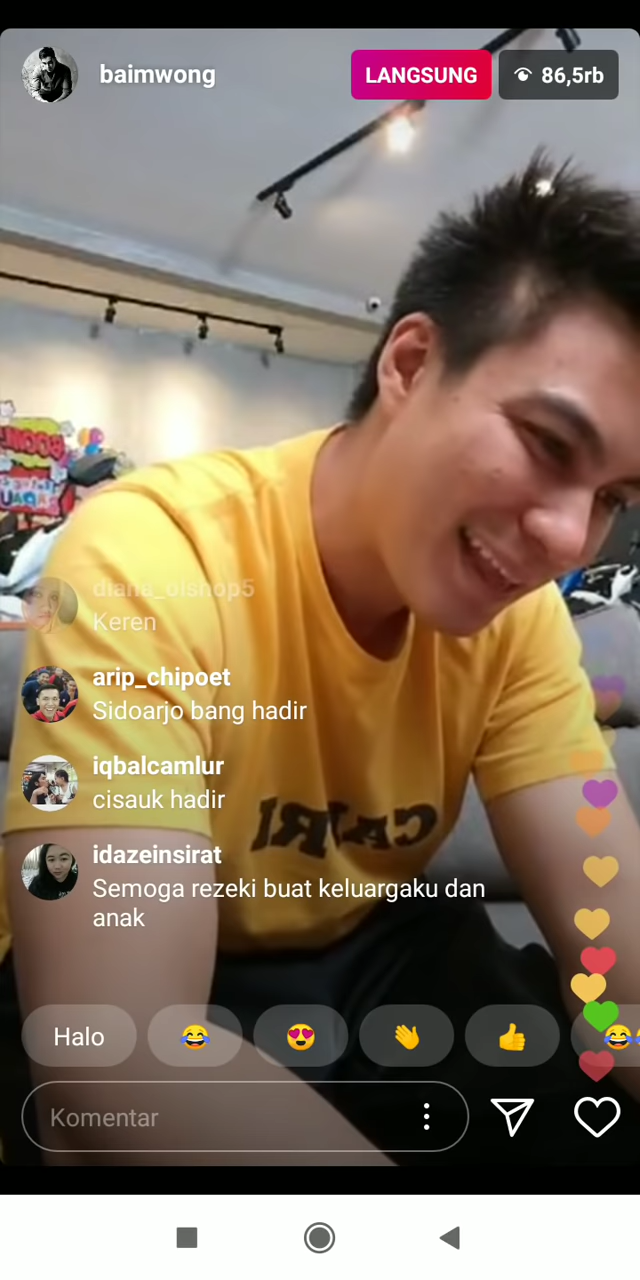 baimwong
LANGSUNG
86,5rb
diana_olshop5
Keren
arip_chipoet
Sidoarjo bang hadir
iqbalcamlur
cisauk hadir
idazeinsirat
Semoga rezeki buat keluargaku dan
anak
Halo
Komentar